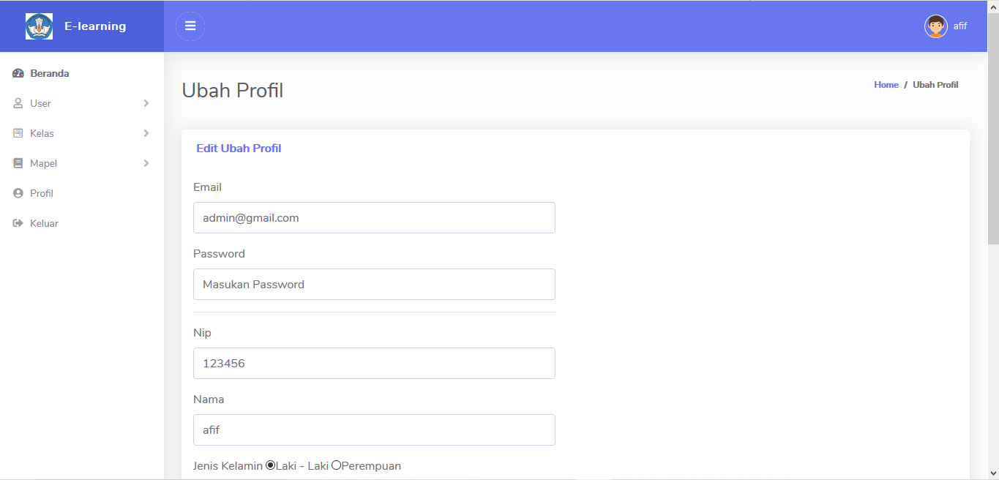 E-learning
afif
Beranda
User
Kelas
Mapel
Profil
Keluar
Ubah Profil
Home / Ubah Profil
Edit Ubah Profil
Email
admin@gmail.com
Password
Masukan Password
Nip
123456
Nama
afif
Jenis Kelamin Laki - Laki Perempuan